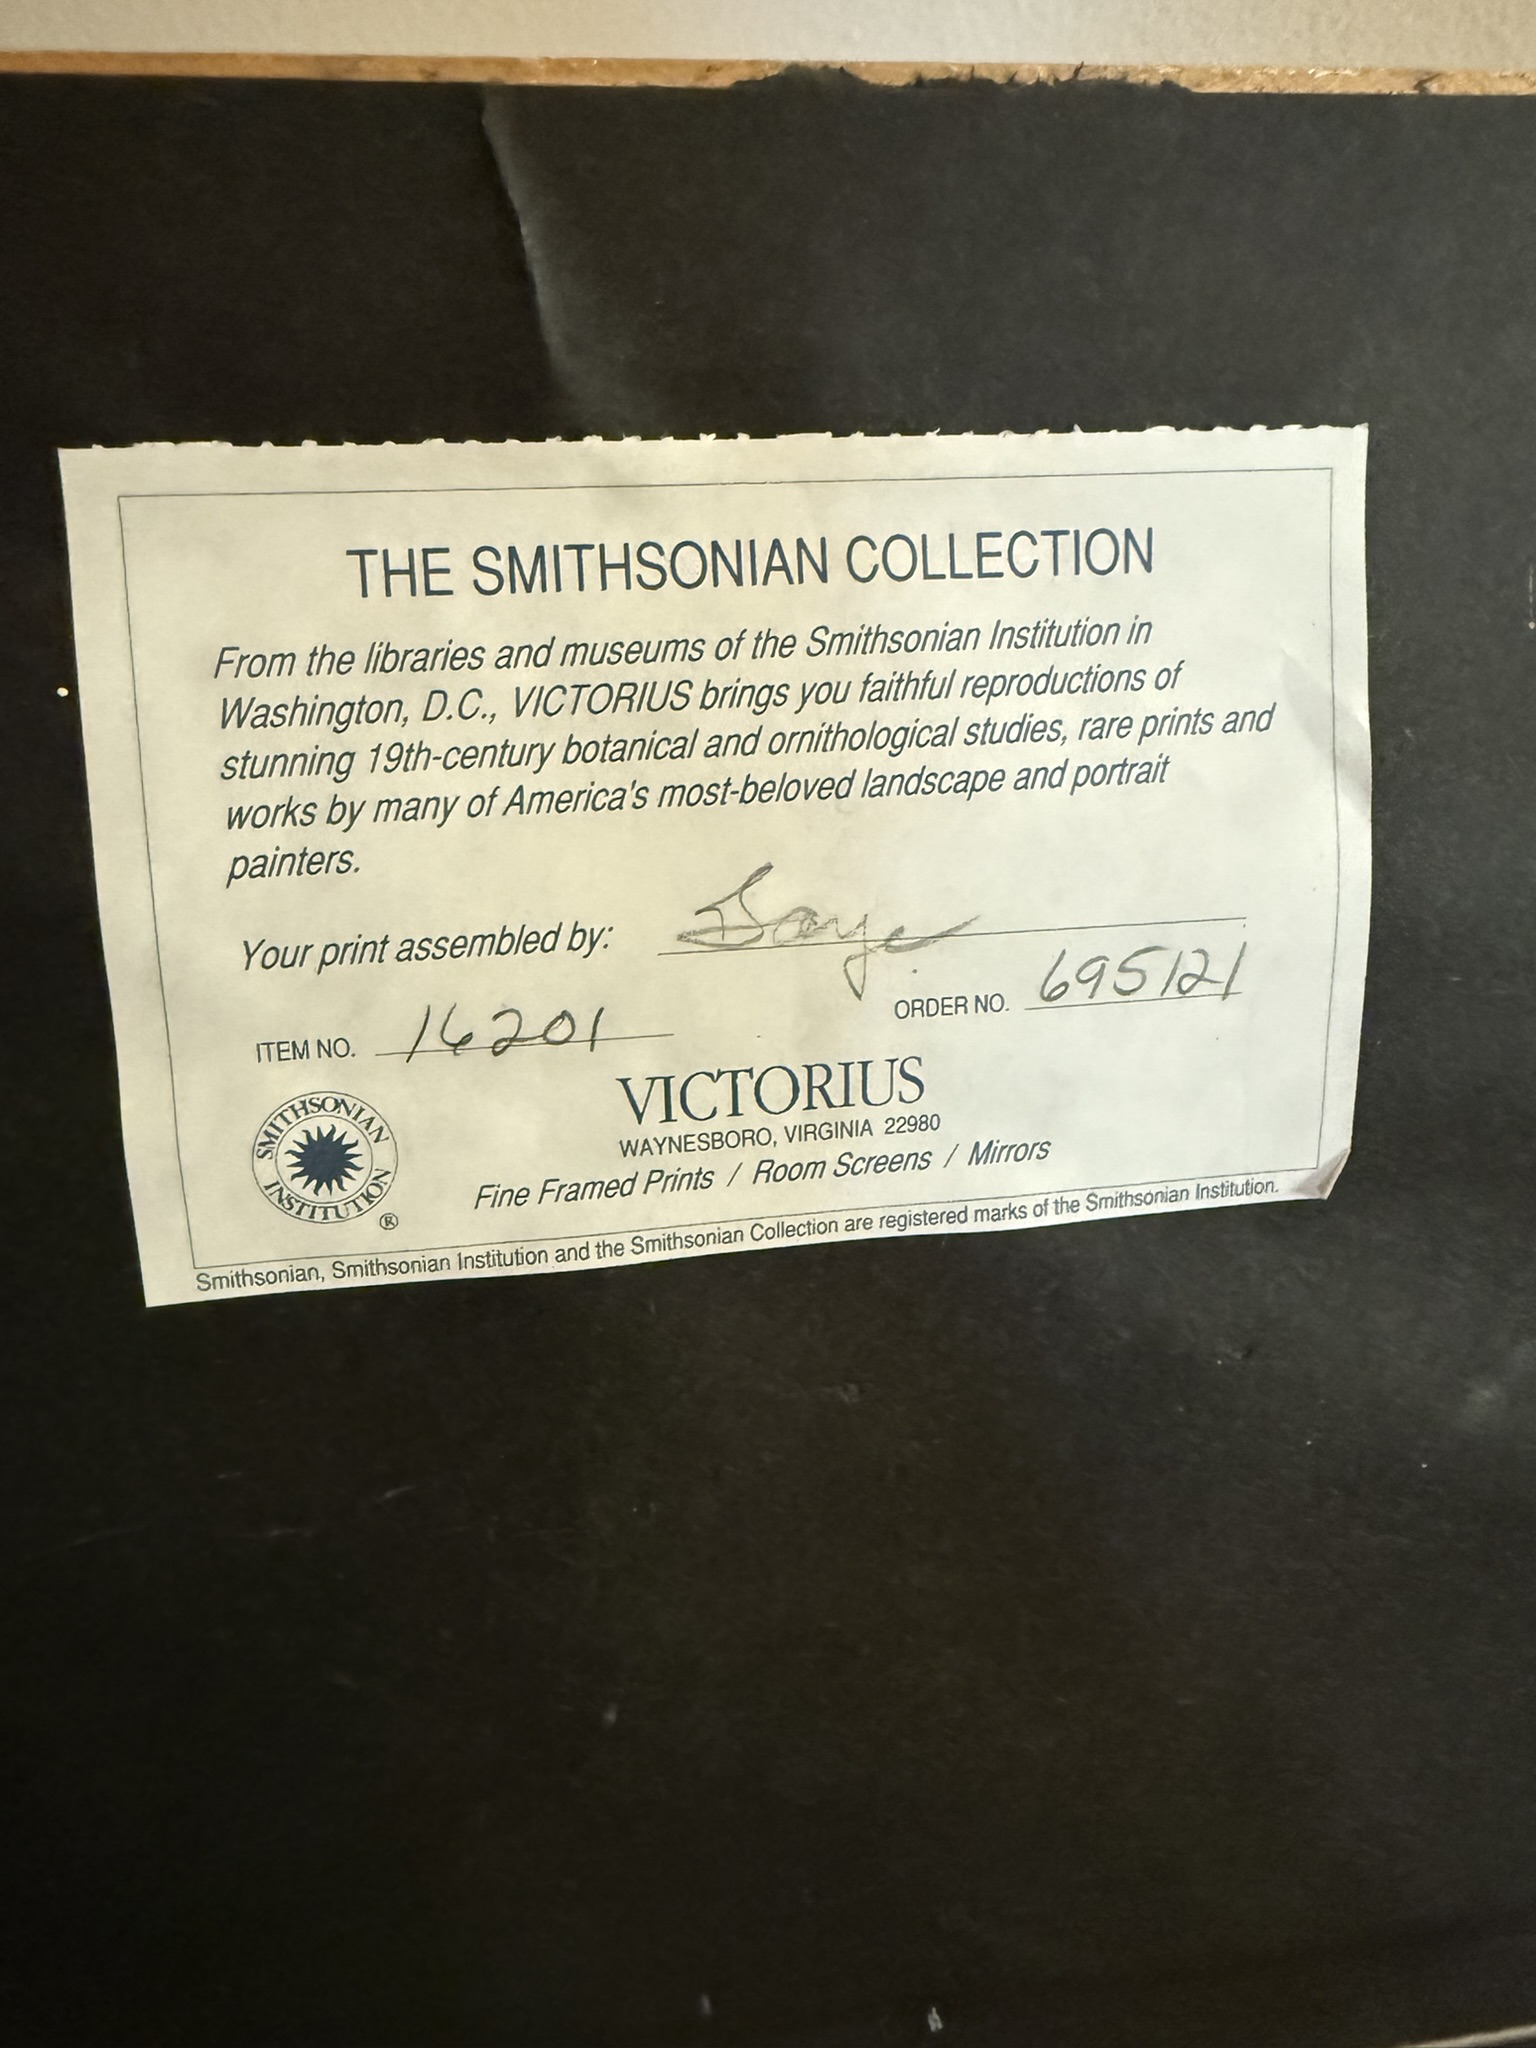 THE SMITHSONIAN COLLECTION
From the libraries and museums of the Smithsonian Institution in
Washington, D.C., VICTORIUS brings you faithful reproductions of
stunning 19th-century botanical and ornithological studies, rare prints and
works by many of America's most-beloved landscape and portrait
painters.
Your print assembled by:
ORDER NO. 695121
ITEM NO. 16201
SMITHSONIAN INSTITUTION ®
VICTORIUS
WAYNESBORO, VIRGINIA 22980
Fine Framed Prints / Room Screens / Mirrors
Smithsonian, Smithsonian Institution and the Smithsonian Collection are registered marks of the Smithsonian Institution.